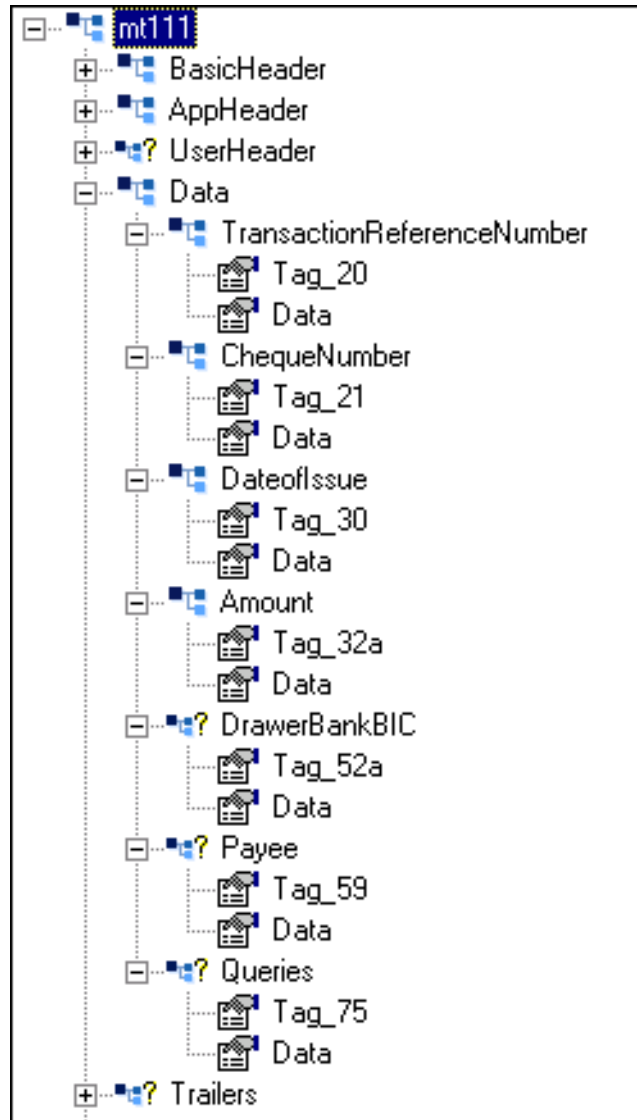 mt111
BasicHeader
AppHeader
? UserHeader
Data
TransactionReferenceNumber
Tag_20
Data
ChequeNumber
Tag_21
Data
DateofIssue
Tag_30
Data
Amount
Tag_32a
Data
? DrawerBankBIC
Tag_52a
Data
? Payee
Tag_59
Data
? Queries
Tag_75
Data
? Trailers